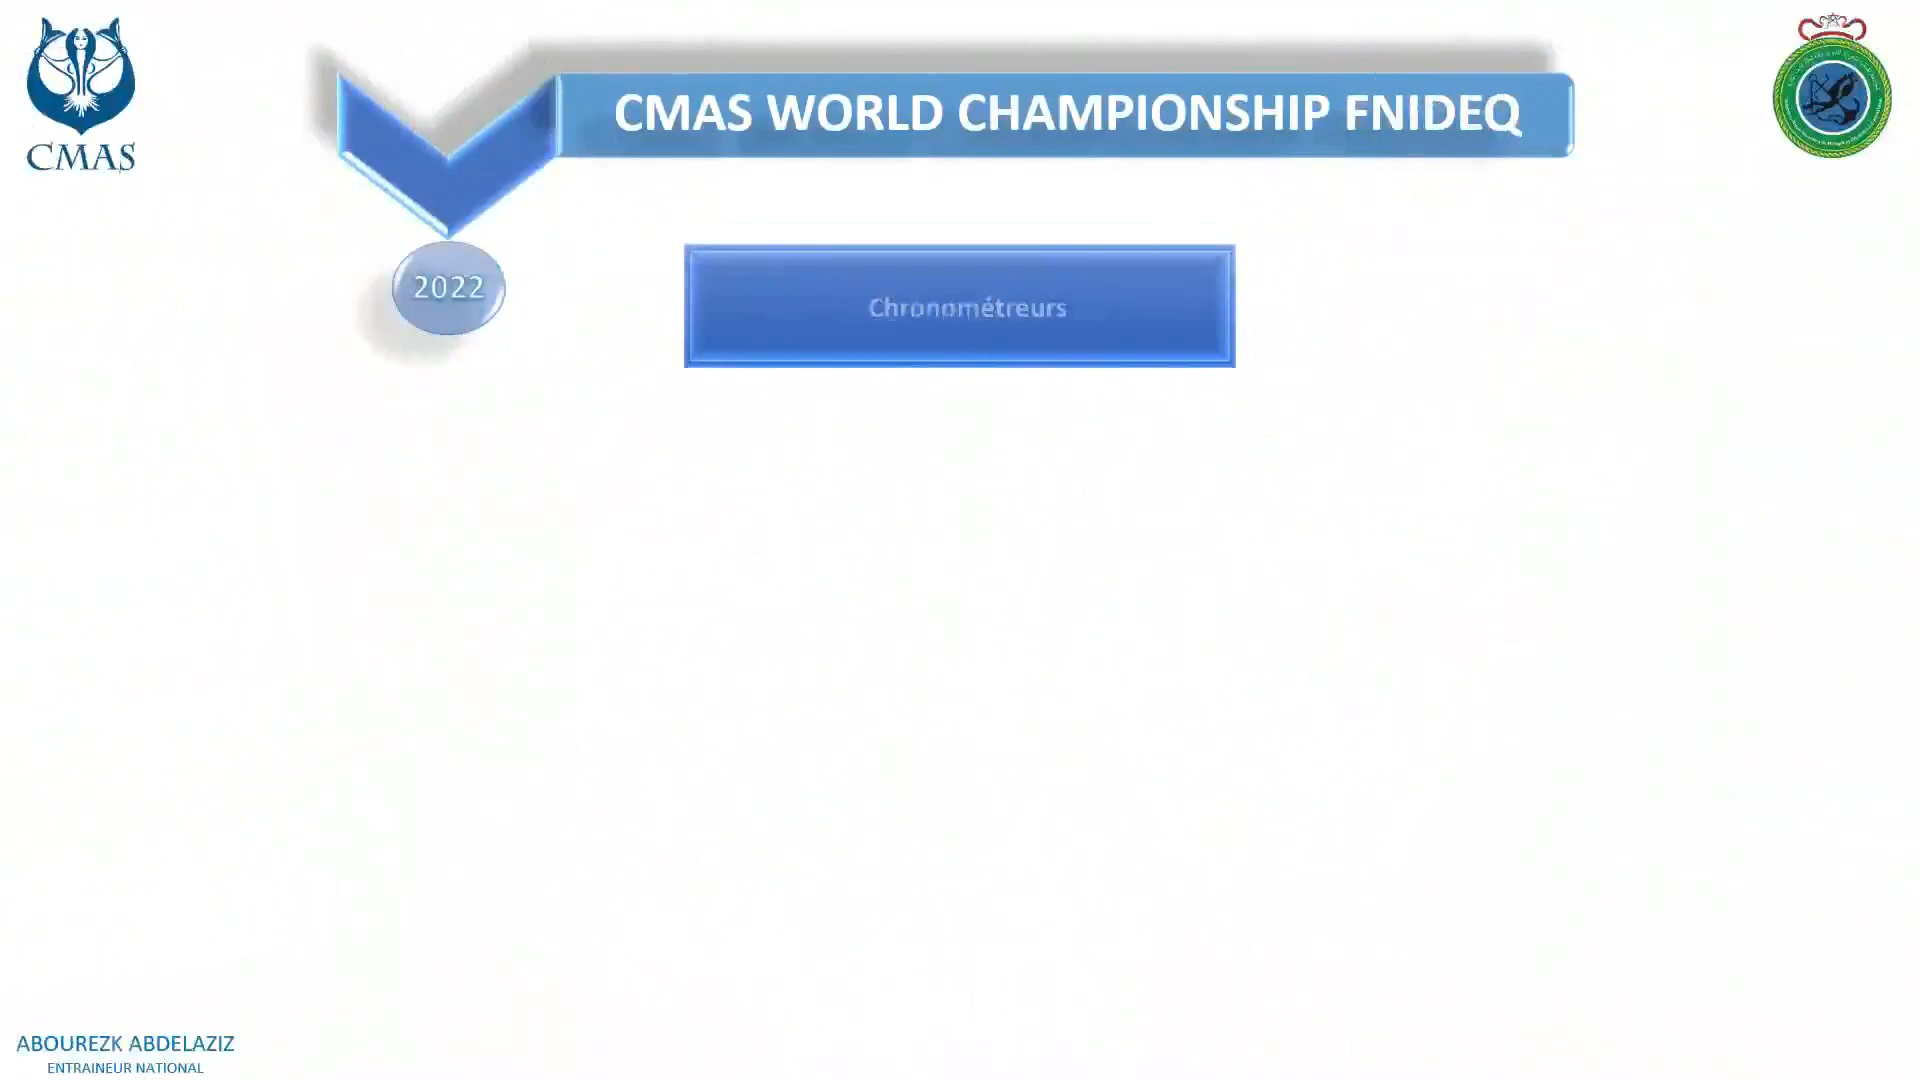 CMAS
CMAS WORLD CHAMPIONSHIP FNIDEQ
2022
Chronométreurs
ABOUREZK ABDELAZIZ
ENTRAINEUR NATIONAL